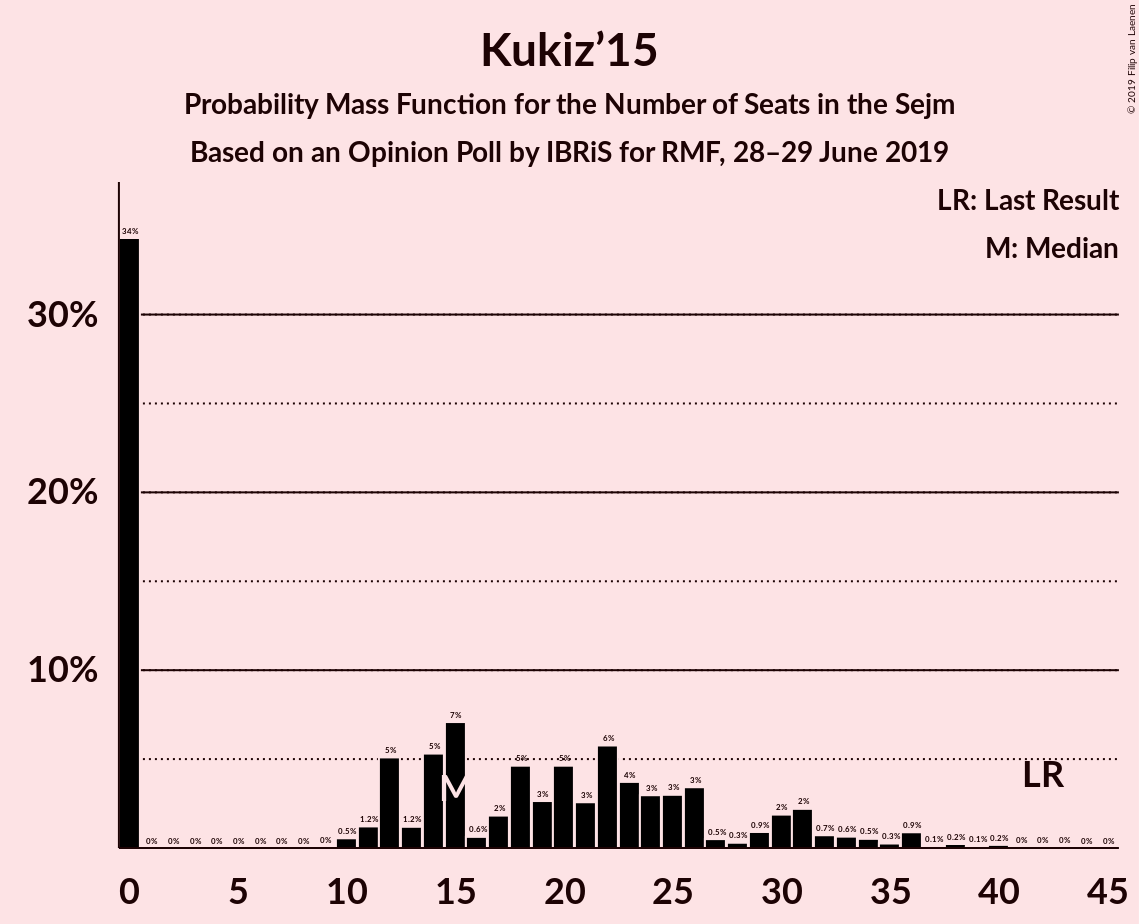 Kukiz’15
Probability Mass Function for the Number of Seats in the Sejm
Based on an Opinion Poll by IBRiS for RMF, 28–29 June 2019
© 2019 Filip van Laenen
LR: Last Result
M: Median
30%
20%
10%
34%
0% 0% 0% 0% 0% 0% 0% 0% 0% 0.5% 1.2% 5% 1.2% 5% 7% 0.6% 2% 5% 3% 5% 3% 6% 4% 3% 3% 3% 0.5% 0.3% 0.9% 2% 2% 0.7% 0.6% 0.5% 0.3% 0.9% 0.1% 0.2% 0.1% 0.2% 0% 0% 0% 0% 0%
M
LR
0 5 10 15 20 25 30 35 40 45